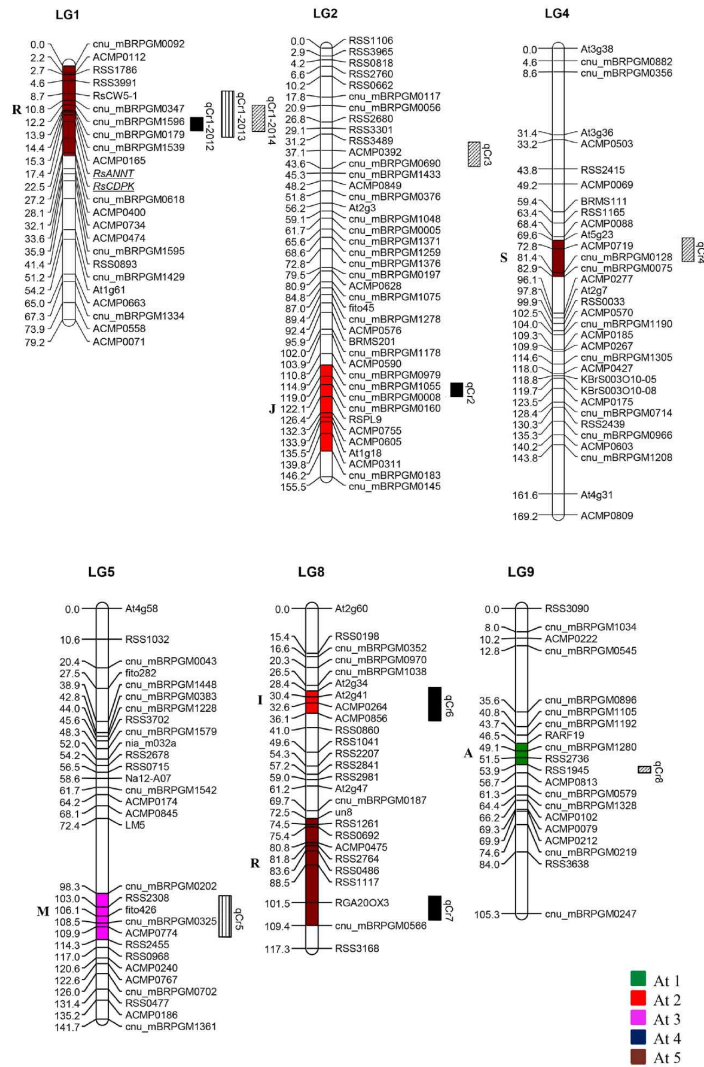 LG1
0.0 cnu_mBRPGM0092
2.2 ACMP0112
2.7 RSS1786
4.6 RSS3991
8.7 RsCW5-1
R 10.8 cnu_mBRPGM0347
12.2 cnu_mBRPGM1596
13.9 cnu_mBRPGM0179
14.4 cnu_mBRPGM1539
15.3 ACMP0165
17.4 RsANNT
22.5 RsCDPK
27.2 cnu_mBRPGM0618
28.1 ACMP0400
32.1 ACMP0734
33.6 ACMP0474
35.9 cnu_mBRPGM1595
41.4 RSS0893
51.2 cnu_mBRPGM1429
54.2 At1g61
65.0 ACMP0663
67.3 cnu_mBRPGM1334
73.9 ACMP0558
79.2 ACMP0071
qCr1-2012
qCr1-2013
qCr1-2014
LG2
0.0 RSS1106
2.9 RSS3965
4.2 RSS0818
6.6 RSS2760
10.2 RSS0662
17.8 cnu_mBRPGM0117
20.9 cnu_mBRPGM0056
26.8 RSS2680
29.1 RSS3301
31.2 RSS3489
37.1 ACMP0392
43.6 cnu_mBRPGM0690
45.3 cnu_mBRPGM1433
48.2 ACMP0849
51.8 cnu_mBRPGM0376
56.2 At2g3
59.1 cnu_mBRPGM1048
61.7 cnu_mBRPGM0005
65.6 cnu_mBRPGM1371
68.6 cnu_mBRPGM1259
72.8 cnu_mBRPGM1376
79.5 cnu_mBRPGM0197
80.9 ACMP0628
84.8 cnu_mBRPGM1075
87.0 fito45
89.4 cnu_mBRPGM1278
92.4 ACMP0576
95.9 BRMS201
102.0 cnu_mBRPGM1178
103.9 ACMP0590
110.8 cnu_mBRPGM0979
114.9 cnu_mBRPGM1055
119.0 cnu_mBRPGM0008
J 122.1 cnu_mBRPGM0160
126.4 RSPL9
132.3 ACMP0755
133.9 ACMP0605
135.5 At1g18
139.8 ACMP0311
146.2 cnu_mBRPGM0183
155.5 cnu_mBRPGM0145
qCr3
qCr2
LG4
0.0 At3g38
4.6 cnu_mBRPGM0882
8.6 cnu_mBRPGM0356
31.4 At3g36
33.2 ACMP0503
43.8 RSS2415
49.2 ACMP0069
59.4 BRMS111
63.4 RSS1165
68.4 ACMP0088
69.6 At5g23
72.8 ACMP0719
S 81.4 cnu_mBRPGM0128
82.9 cnu_mBRPGM0075
96.1 ACMP0277
97.8 At2g7
99.9 RSS0033
102.5 ACMP0570
104.0 cnu_mBRPGM1190
109.3 ACMP0185
109.9 ACMP0267
114.6 cnu_mBRPGM1305
118.0 ACMP0427
118.8 KBrS003O10-05
119.7 KBrS003O10-08
123.5 ACMP0175
128.4 cnu_mBRPGM0714
130.3 RSS2439
135.3 cnu_mBRPGM0966
140.2 ACMP0603
143.8 cnu_mBRPGM1208
161.6 At4g31
169.2 ACMP0809
qCr4
LG5
0.0 At4g58
10.6 RSS1032
20.4 cnu_mBRPGM0043
27.5 fito282
38.9 cnu_mBRPGM1448
42.8 cnu_mBRPGM0383
44.0 cnu_mBRPGM1228
45.6 RSS3702
48.3 cnu_mBRPGM1579
52.0 nia_m032a
54.2 RSS2678
56.5 RSS0715
58.6 Na12-A07
61.7 cnu_mBRPGM1542
64.2 ACMP0174
68.1 ACMP0845
72.4 LM5
98.3 cnu_mBRPGM0202
103.0 RSS2308
M 106.1 fito426
108.5 cnu_mBRPGM0325
109.9 ACMP0774
114.3 RSS2455
117.0 RSS0968
120.6 ACMP0240
122.6 ACMP0767
126.0 cnu_mBRPGM0702
131.4 RSS0477
135.2 ACMP0186
141.7 cnu_mBRPGM1361
qCr5
LG8
0.0 At2g60
15.4 RSS0198
16.6 cnu_mBRPGM0352
20.3 cnu_mBRPGM0970
26.5 cnu_mBRPGM1038
28.4 At2g34
I 30.4 At2g41
32.6 ACMP0264
36.1 ACMP0856
41.0 RSS0860
49.6 RSS1041
54.3 RSS2207
57.2 RSS2841
59.0 RSS2981
61.2 At2g47
69.7 cnu_mBRPGM0187
72.5 un8
74.5 RSS1261
75.4 RSS0692
80.8 ACMP0475
R 81.8 RSS2764
83.6 RSS0486
88.5 RSS1117
101.5 RGA20OX3
109.4 cnu_mBRPGM0566
117.3 RSS3168
qCr6
qCr7
LG9
0.0 RSS3090
8.0 cnu_mBRPGM1034
10.2 ACMP0222
12.8 cnu_mBRPGM0545
35.6 cnu_mBRPGM0896
40.8 cnu_mBRPGM1105
43.7 cnu_mBRPGM1192
46.5 RARF19
A 49.1 cnu_mBRPGM1280
51.5 RSS2736
53.9 RSS1945
56.7 ACMP0813
61.3 cnu_mBRPGM0579
64.4 cnu_mBRPGM1328
66.2 ACMP0102
69.3 ACMP0079
69.9 ACMP0212
74.6 cnu_mBRPGM0219
84.0 RSS3638
105.3 cnu_mBRPGM0247
qCr8
At 1
At 2
At 3
At 4
At 5